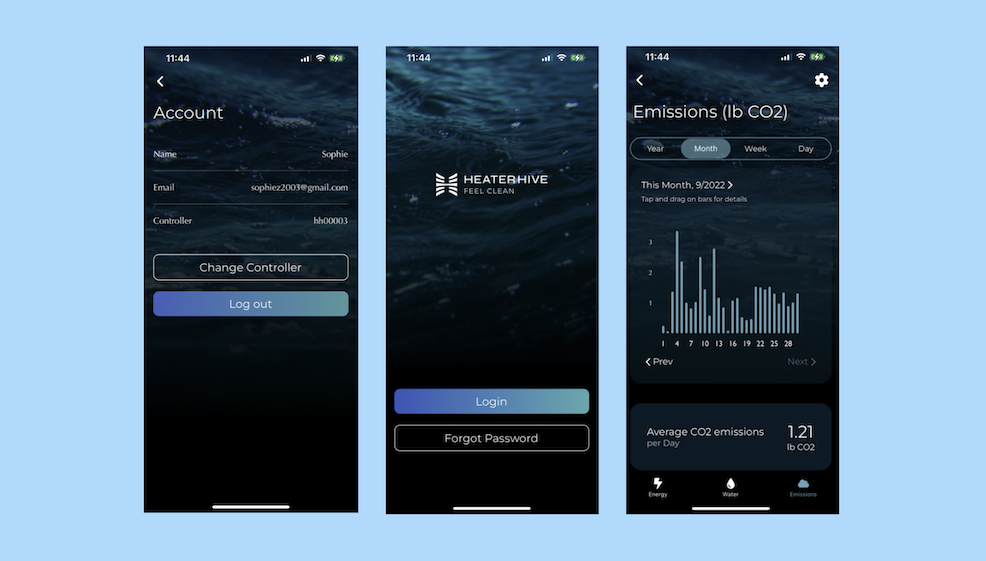 11:44
Account
Name Sophie
Email sophiez2003@gmail.com
Controller hh00003
Change Controller
Log out
11:44
HEATERHIVE
FEEL CLEAN
Login
Forgot Password
11:44
Emissions (lb CO2)
Year Month Week Day
This Month, 9/2022
Tap and drag on bars for details
3
2
1
1 4 7 10 13 16 19 22 25 28
Prev Next
Average CO2 emissions
per Day
1.21
lb CO2
Energy Water Emissions